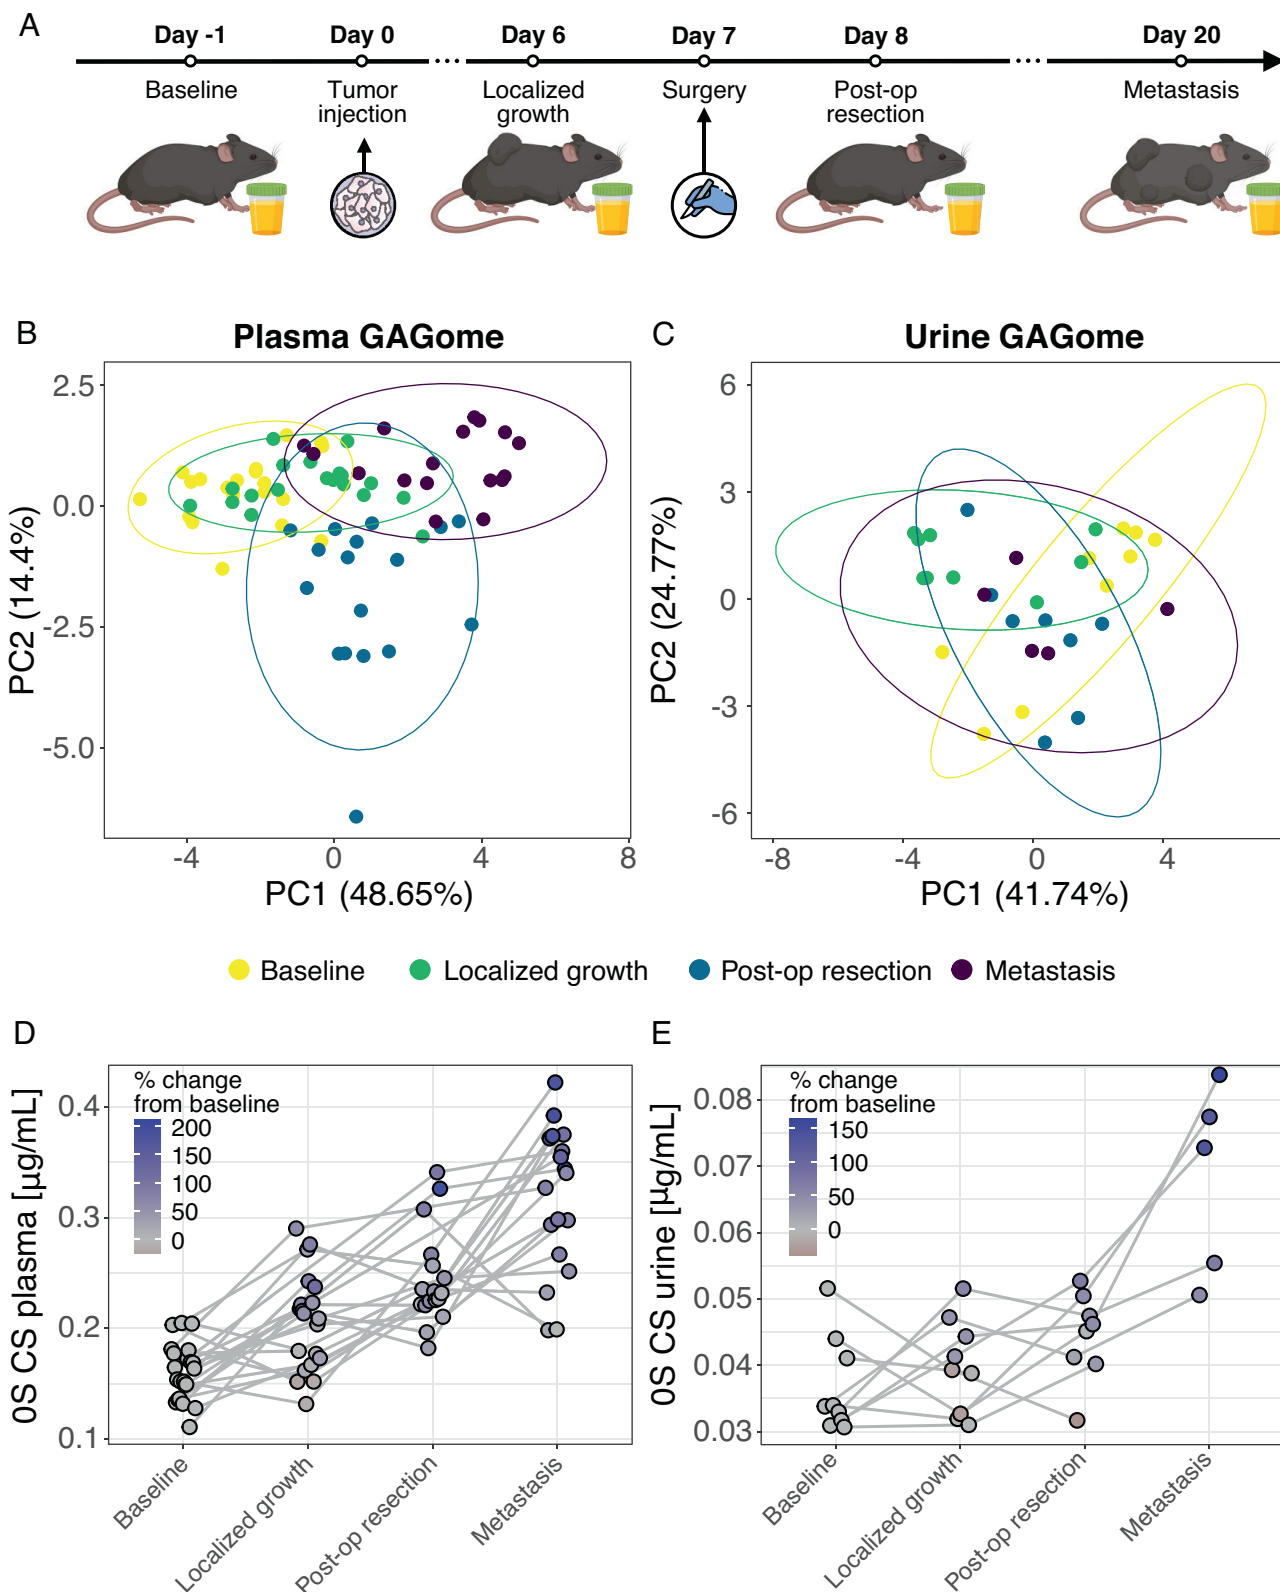 A
Day -1 Day 0 Day 6 Day 7 Day 8 Day 20
Baseline Tumor injection Localized growth Surgery Post-op resection Metastasis
B
Plasma GAGome
2.5
0.0
-2.5
-5.0
PC2 (14.4%)
-4 0 4 8
PC1 (48.65%)
C
Urine GAGome
6
3
0
-3
-6
PC2 (24.77%)
-8 -4 0 4
PC1 (41.74%)
Baseline Localized growth Post-op resection Metastasis
D
% change
from baseline
200
150
100
50
0
0.4
0.3
0.2
0.1
0S CS plasma [µg/mL]
Baseline
Localized growth
Post-op resection
Metastasis
E
% change
from baseline
150
100
50
0
0.08
0.07
0.06
0.05
0.04
0.03
0S CS urine [µg/mL]
Baseline
Localized growth
Post-op resection
Metastasis